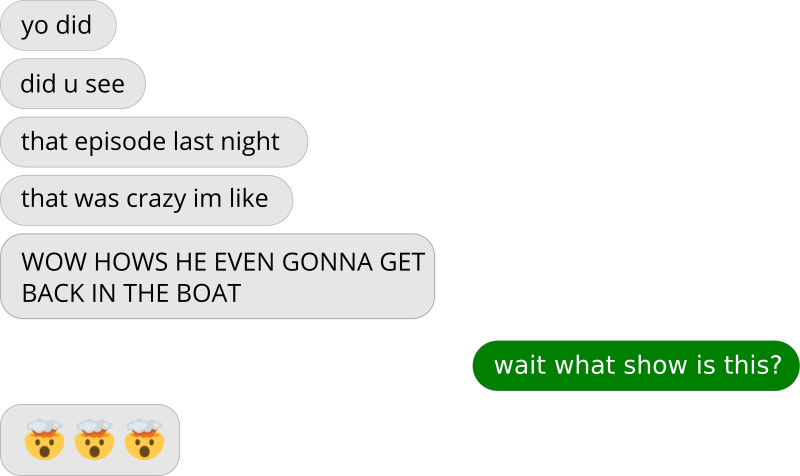 yo did
did u see
that episode last night
that was crazy im like
WOW HOWS HE EVEN GONNA GET
BACK IN THE BOAT
wait what show is this?
🤯🤯🤯